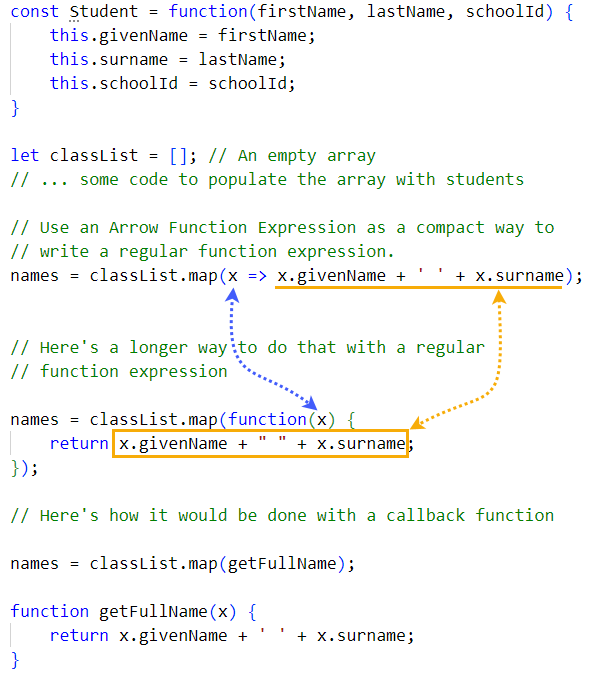 const Student = function(firstName, lastName, schoolId) {
    this.givenName = firstName;
    this.surname = lastName;
    this.schoolId = schoolId;
}
let classList = []; // An empty array
// ... some code to populate the array with students
// Use an Arrow Function Expression as a compact way to
// write a regular function expression.
names = classList.map(x => x.givenName + ' ' + x.surname);
// Here's a longer way to do that with a regular
// function expression
names = classList.map(function(x) {
    return x.givenName + " " + x.surname;
});
// Here's how it would be done with a callback function
names = classList.map(getFullName);
function getFullName(x) {
    return x.givenName + ' ' + x.surname;
}